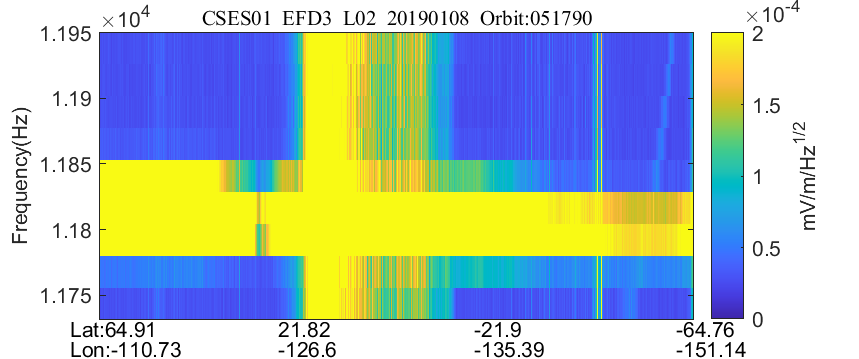 CSES01 EFD3 L02 20190108 Orbit:051790
×10⁴
×10⁻⁴
1.195
1.19
1.185
1.18
1.175
Frequency(Hz)
2
1.5
1
0.5
0
mV/m/Hz^1/2
Lat:64.91 21.82 -21.9 -64.76
Lon:-110.73 -126.6 -135.39 -151.14